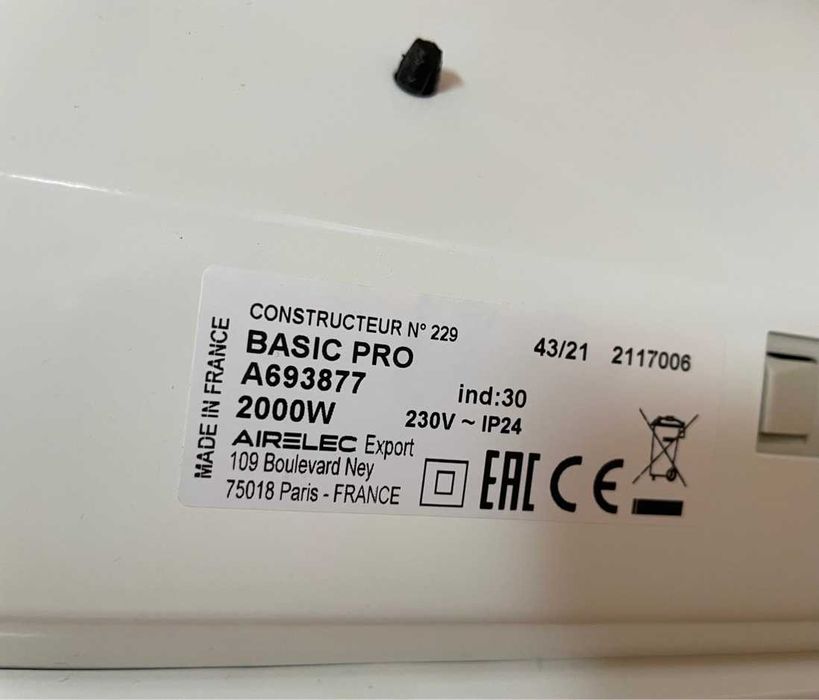 CONSTRUCTEUR N° 229
BASIC PRO
43/21 2117006
A693877
ind:30
2000W
230V ~ IP24
AIRELEC Export
109 Boulevard Ney
75018 Paris - FRANCE
MADE IN FRANCE
EAC CE